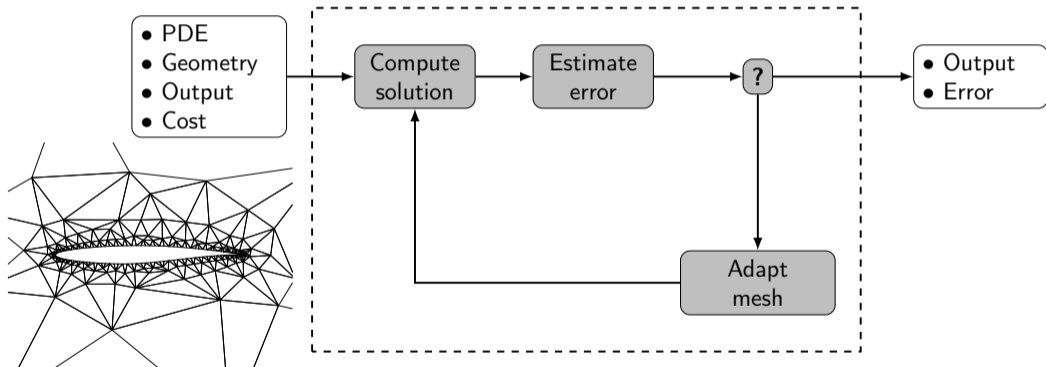 • PDE
• Geometry
• Output
• Cost
Compute
solution
Estimate
error
?
• Output
• Error
Adapt
mesh